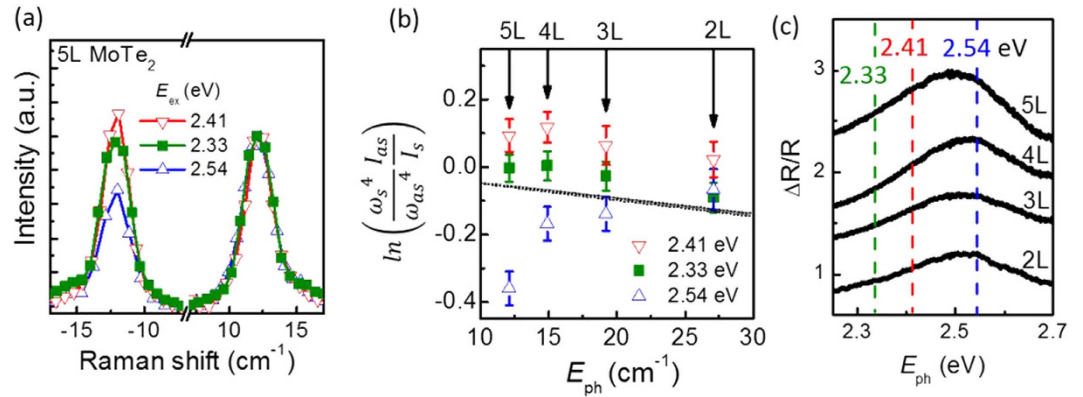 (a)
5L MoTe2
Eex (eV)
2.41
2.33
2.54
Intensity (a.u.)
-15 -10 10 15
Raman shift (cm-1)
(b)
5L 4L 3L 2L
0.2
0.0
-0.2
-0.4
ln (ωs4 Ias / ωas4 Is)
2.41 eV
2.33 eV
2.54 eV
10 15 20 25 30
Eph (cm-1)
(c)
2.33 2.41 2.54 eV
3
2
1
ΔR/R
5L
4L
3L
2L
2.3 2.5 2.7
Eph (eV)